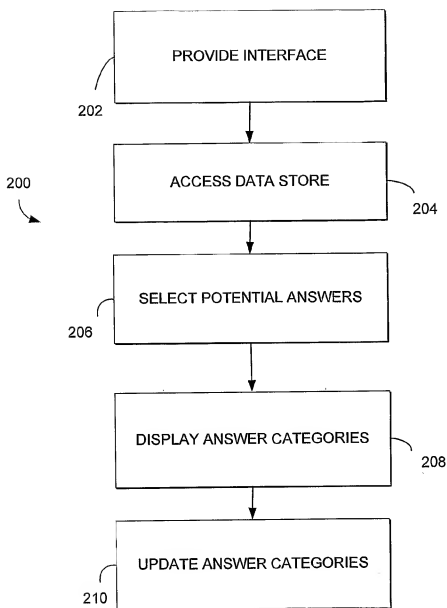 PROVIDE INTERFACE
202
200
ACCESS DATA STORE
204
SELECT POTENTIAL ANSWERS
206
DISPLAY ANSWER CATEGORIES
208
UPDATE ANSWER CATEGORIES
210